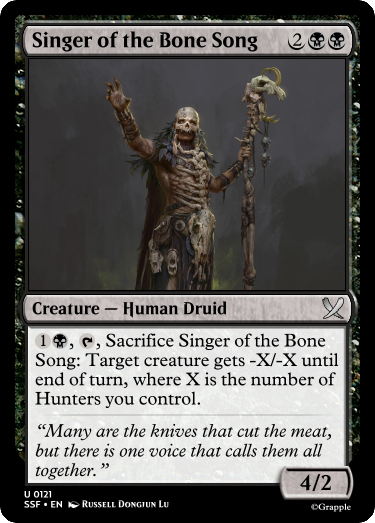 Singer of the Bone Song 2
Creature — Human Druid
1 , , Sacrifice Singer of the Bone
Song: Target creature gets -X/-X until
end of turn, where X is the number of
Hunters you control.
“Many are the knives that cut the meat,
but there is one voice that calls them all
together.”
4/2
U 0121
SSF • EN Russell Dongjun Lu
©Grapple